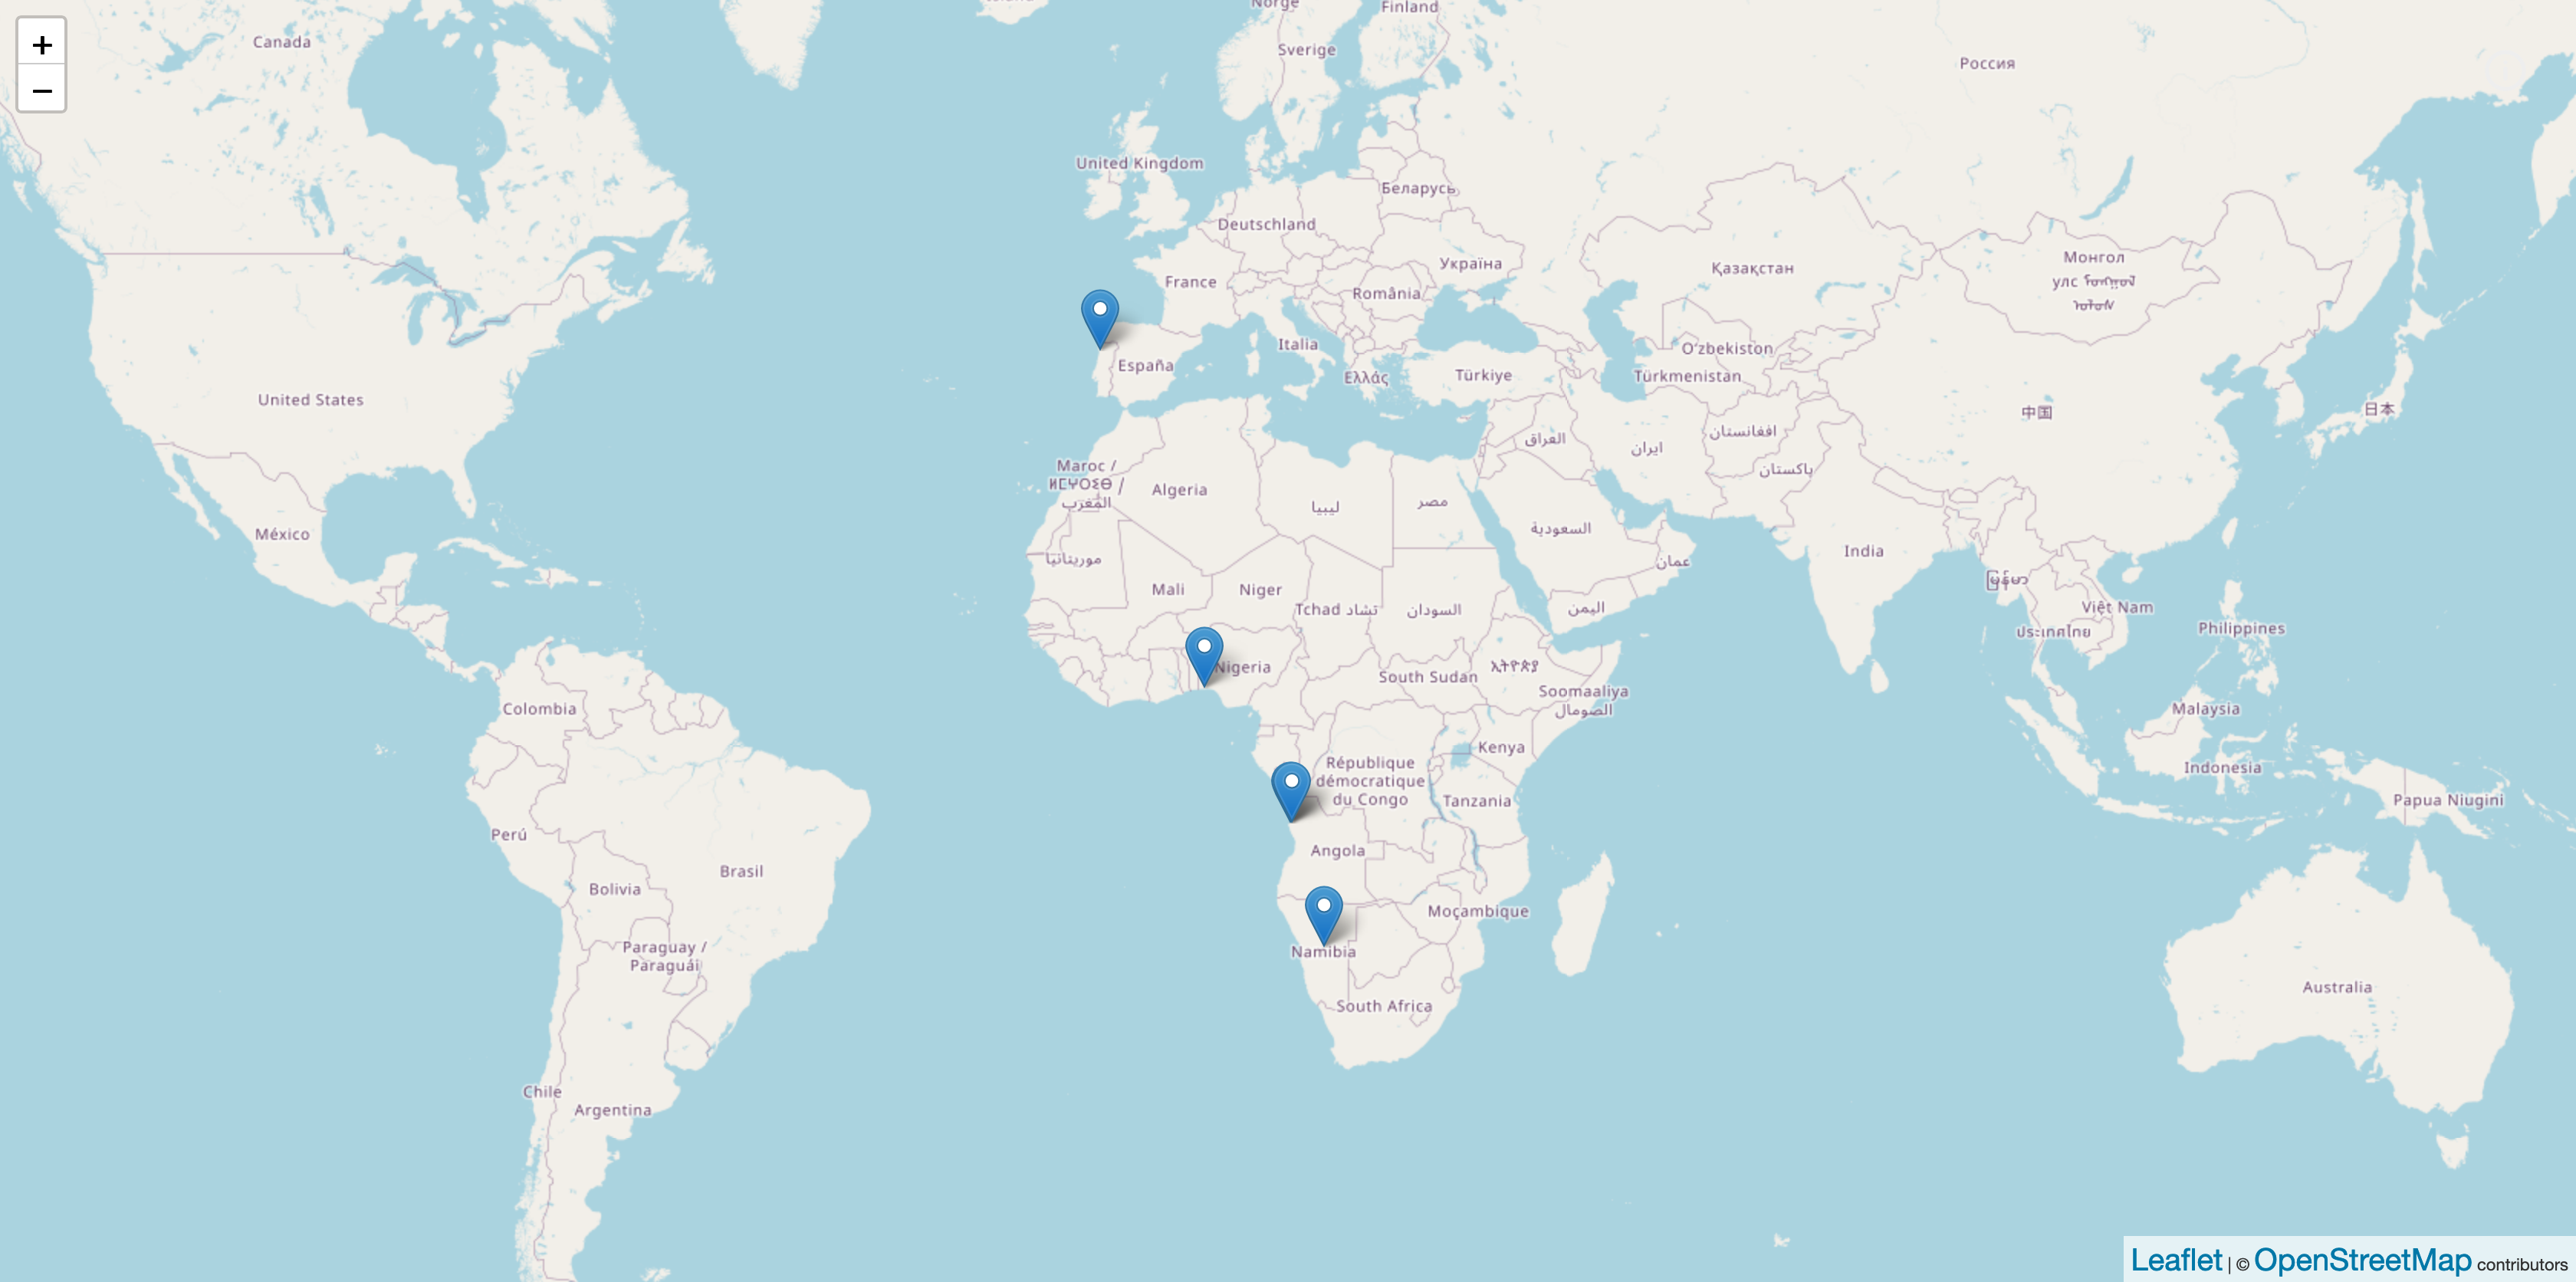 +
−
Canada
Norge
Finland
Sverige
Россия
United Kingdom
Беларусь
Deutschland
Україна
Қазақстан
Монгол
улс
France
România
Italia
España
Ελλάς
Türkiye
Oʻzbekiston
Türkmenistan
United States
中国
日本
افغانستان
العراق
ایران
پاکستان
Maroc /
ⵍⵎⵖⵔⵉⴱ /
المغرب
Algeria
ليبيا
مصر
السعودية
عمان
México
موريتانيا
India
မြန်မာ
Mali
Niger
Tchad تشاد
السودان
اليمن
Việt Nam
ประเทศไทย
Philippines
Nigeria
South Sudan
ኢትዮጵያ
Soomaaliya
الصومال
Colombia
Malaysia
Kenya
République
démocratique
du Congo
Indonesia
Tanzania
Papua Niugini
Perú
Angola
Brasil
Bolivia
Moçambique
Paraguay /
Paraguái
Namibia
Australia
South Africa
Chile
Argentina
Leaflet | © OpenStreetMap contributors